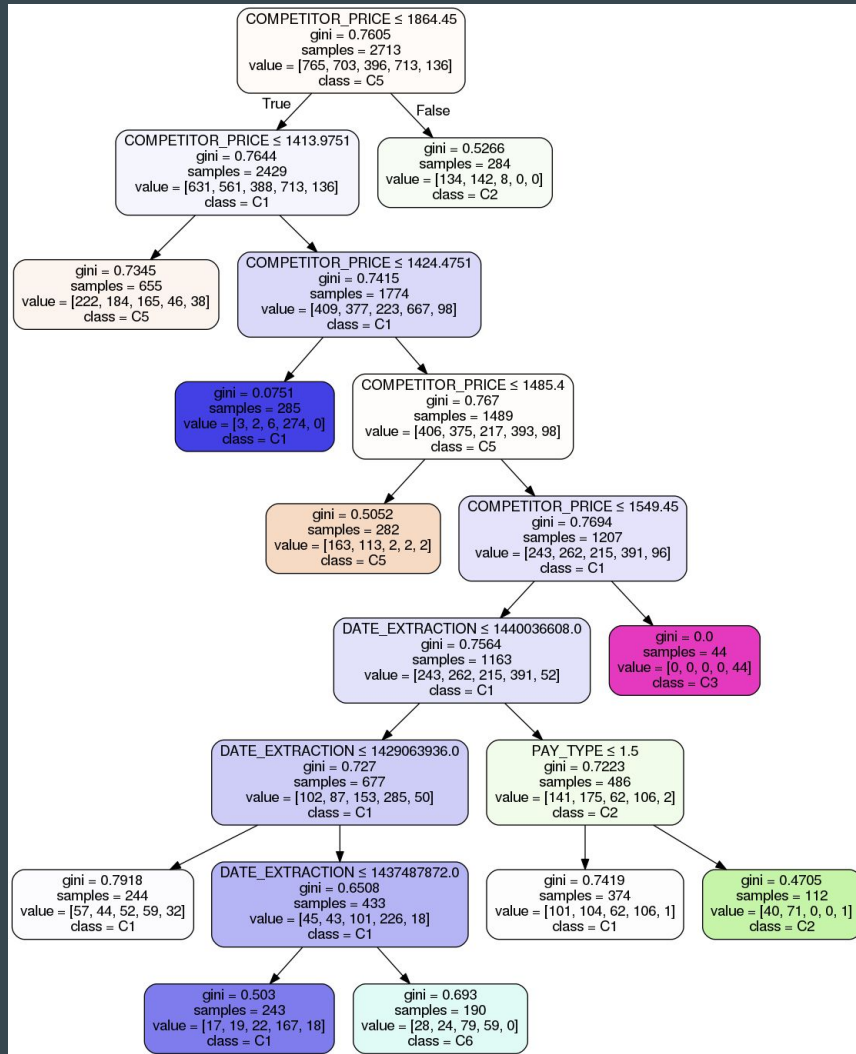 COMPETITOR_PRICE ≤ 1864.45
gini = 0.7605
samples = 2713
value = [765, 703, 396, 713, 136]
class = C5
True
False
COMPETITOR_PRICE ≤ 1413.9751
gini = 0.7644
samples = 2429
value = [631, 561, 388, 713, 136]
class = C1
gini = 0.5266
samples = 284
value = [134, 142, 8, 0, 0]
class = C2
gini = 0.7345
samples = 655
value = [222, 184, 165, 46, 38]
class = C5
COMPETITOR_PRICE ≤ 1424.4751
gini = 0.7415
samples = 1774
value = [409, 377, 223, 667, 98]
class = C1
gini = 0.0751
samples = 285
value = [3, 2, 6, 274, 0]
class = C1
COMPETITOR_PRICE ≤ 1485.4
gini = 0.767
samples = 1489
value = [406, 375, 217, 393, 98]
class = C5
gini = 0.5052
samples = 282
value = [163, 113, 2, 2, 2]
class = C5
COMPETITOR_PRICE ≤ 1549.45
gini = 0.7694
samples = 1207
value = [243, 262, 215, 391, 96]
class = C1
DATE_EXTRACTION ≤ 1440036608.0
gini = 0.7564
samples = 1163
value = [243, 262, 215, 391, 52]
class = C1
gini = 0.0
samples = 44
value = [0, 0, 0, 0, 44]
class = C3
DATE_EXTRACTION ≤ 1429063936.0
gini = 0.727
samples = 677
value = [102, 87, 153, 285, 50]
class = C1
PAY_TYPE ≤ 1.5
gini = 0.7223
samples = 486
value = [141, 175, 62, 106, 2]
class = C2
gini = 0.7918
samples = 244
value = [57, 44, 52, 59, 32]
class = C1
DATE_EXTRACTION ≤ 1437487872.0
gini = 0.6508
samples = 433
value = [45, 43, 101, 226, 18]
class = C1
gini = 0.7419
samples = 374
value = [101, 104, 62, 106, 1]
class = C1
gini = 0.4705
samples = 112
value = [40, 71, 0, 0, 1]
class = C2
gini = 0.503
samples = 243
value = [17, 19, 22, 167, 18]
class = C1
gini = 0.693
samples = 190
value = [28, 24, 79, 59, 0]
class = C6